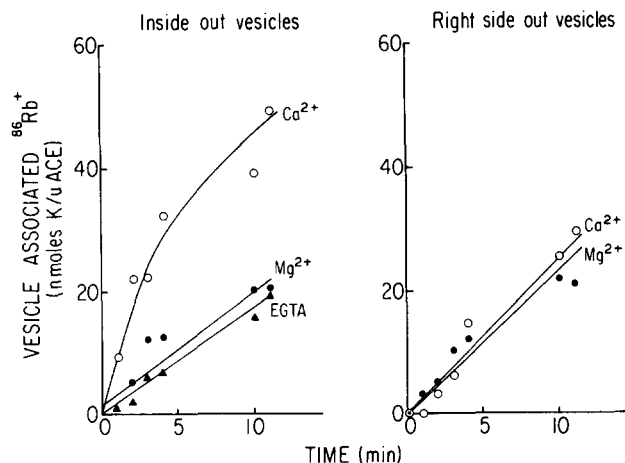 Inside out vesicles
Right side out vesicles
VESICLE ASSOCIATED ⁸⁶Rb⁺
(nmoles K/u ACE)
60
40
20
0
Ca²⁺
Mg²⁺
EGTA
0
5
10
60
40
20
0
Ca²⁺
Mg²⁺
0
5
10
TIME (min)